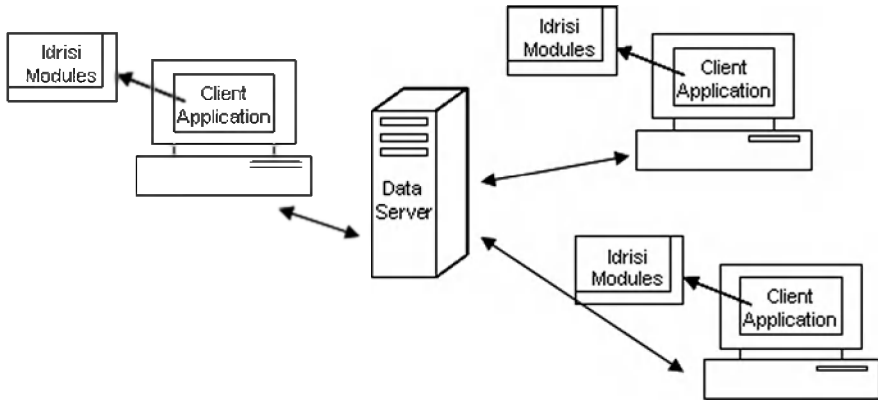 Idrisi
Modules
Client
Application
Idrisi
Modules
Client
Application
Data
Server
Idrisi
Modules
Client
Application